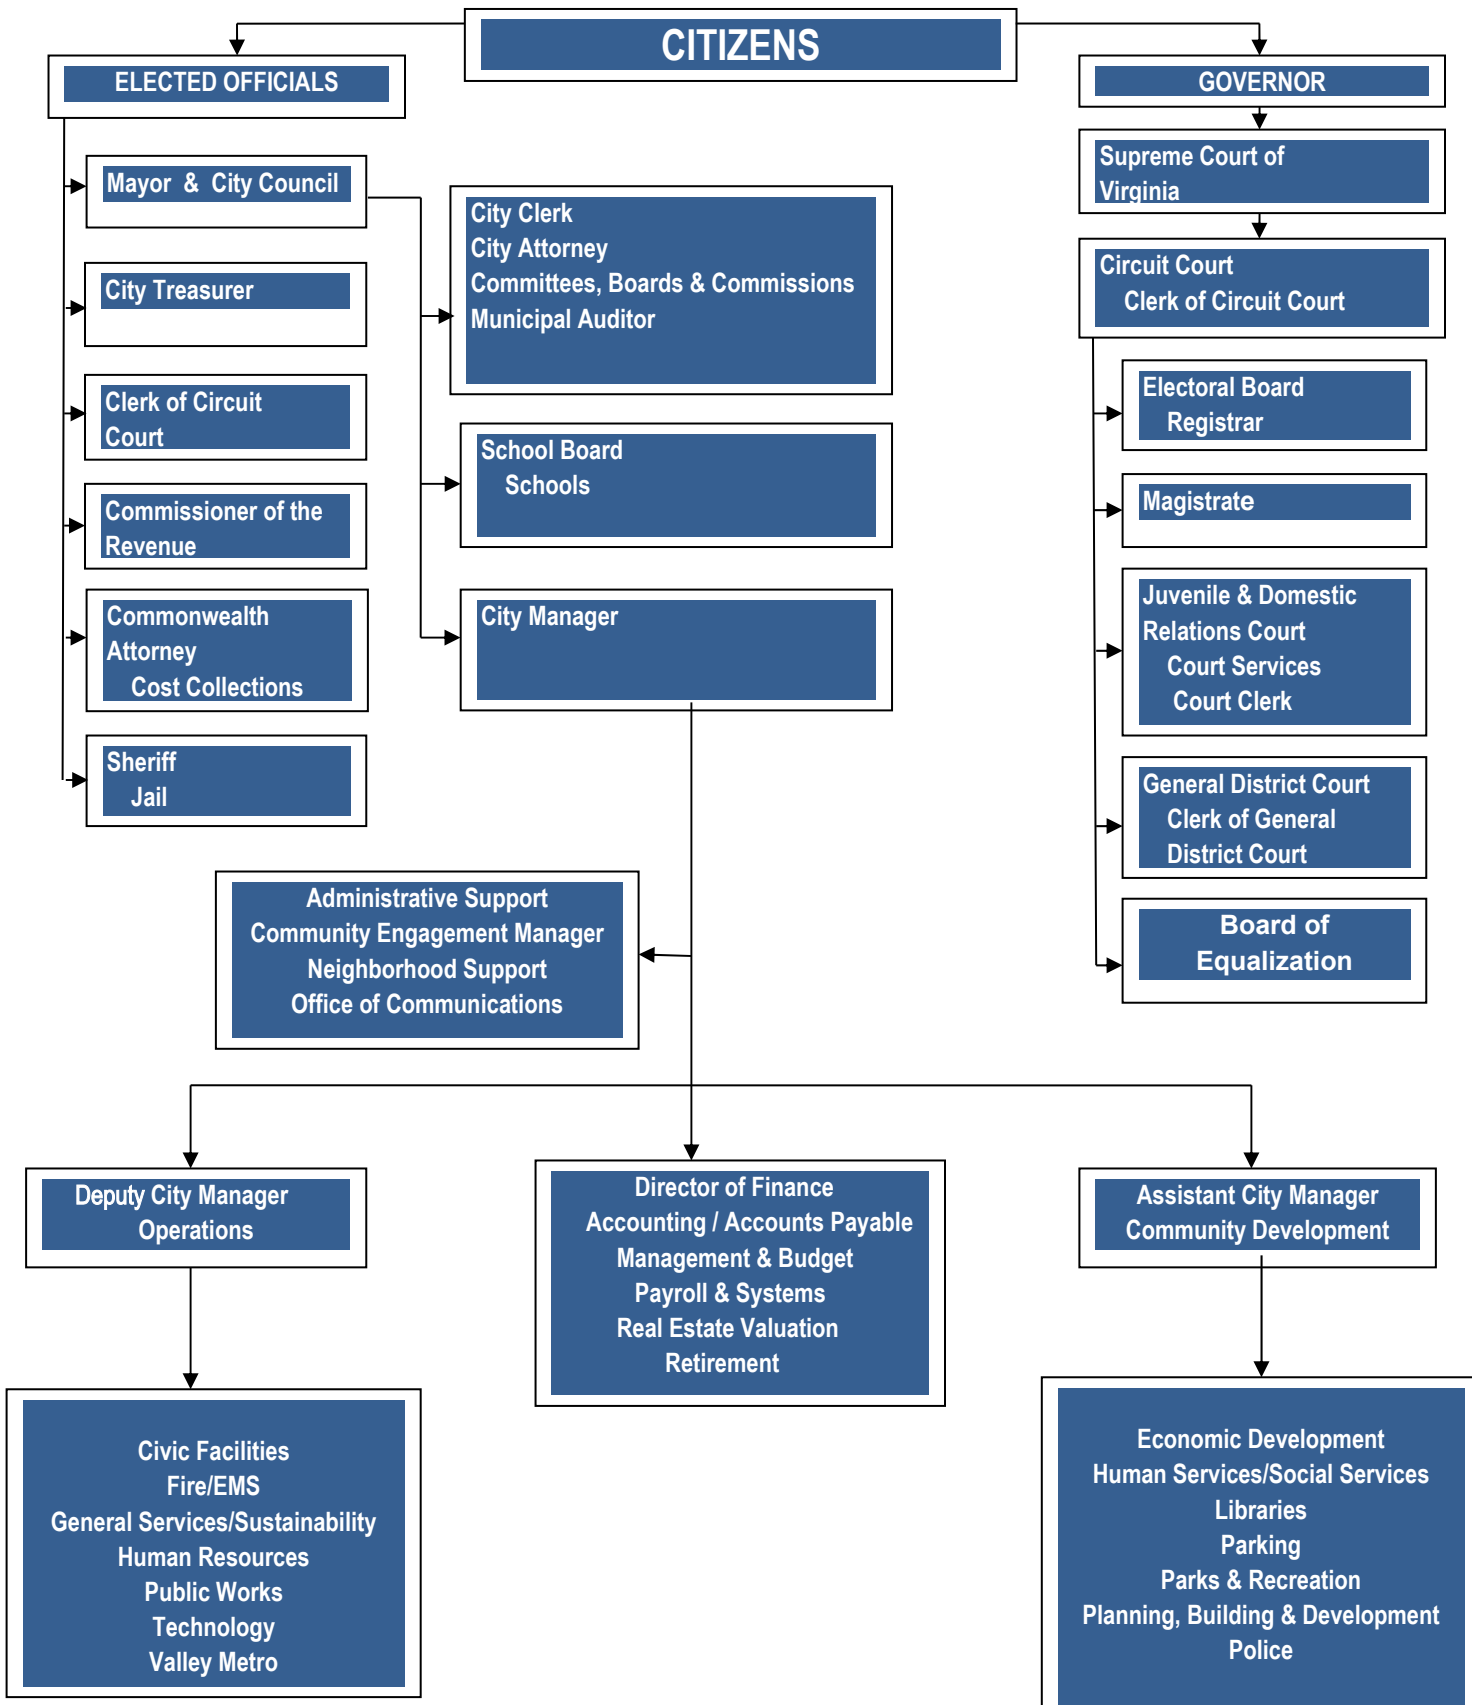 CITIZENS
ELECTED OFFICIALS
GOVERNOR
Supreme Court of
Virginia
Mayor & City Council
City Clerk
City Attorney
Committees, Boards & Commissions
Municipal Auditor
Circuit Court
Clerk of Circuit Court
City Treasurer
Clerk of Circuit
Court
Electoral Board
Registrar
School Board
Schools
Magistrate
Commissioner of the
Revenue
Commonwealth
Attorney
Cost Collections
City Manager
Juvenile & Domestic
Relations Court
Court Services
Court Clerk
Sheriff
Jail
General District Court
Clerk of General
District Court
Administrative Support
Community Engagement Manager
Neighborhood Support
Office of Communications
Board of
Equalization
Deputy City Manager
Operations
Director of Finance
Accounting / Accounts Payable
Management & Budget
Payroll & Systems
Real Estate Valuation
Retirement
Assistant City Manager
Community Development
Civic Facilities
Fire/EMS
General Services/Sustainability
Human Resources
Public Works
Technology
Valley Metro
Economic Development
Human Services/Social Services
Libraries
Parking
Parks & Recreation
Planning, Building & Development
Police